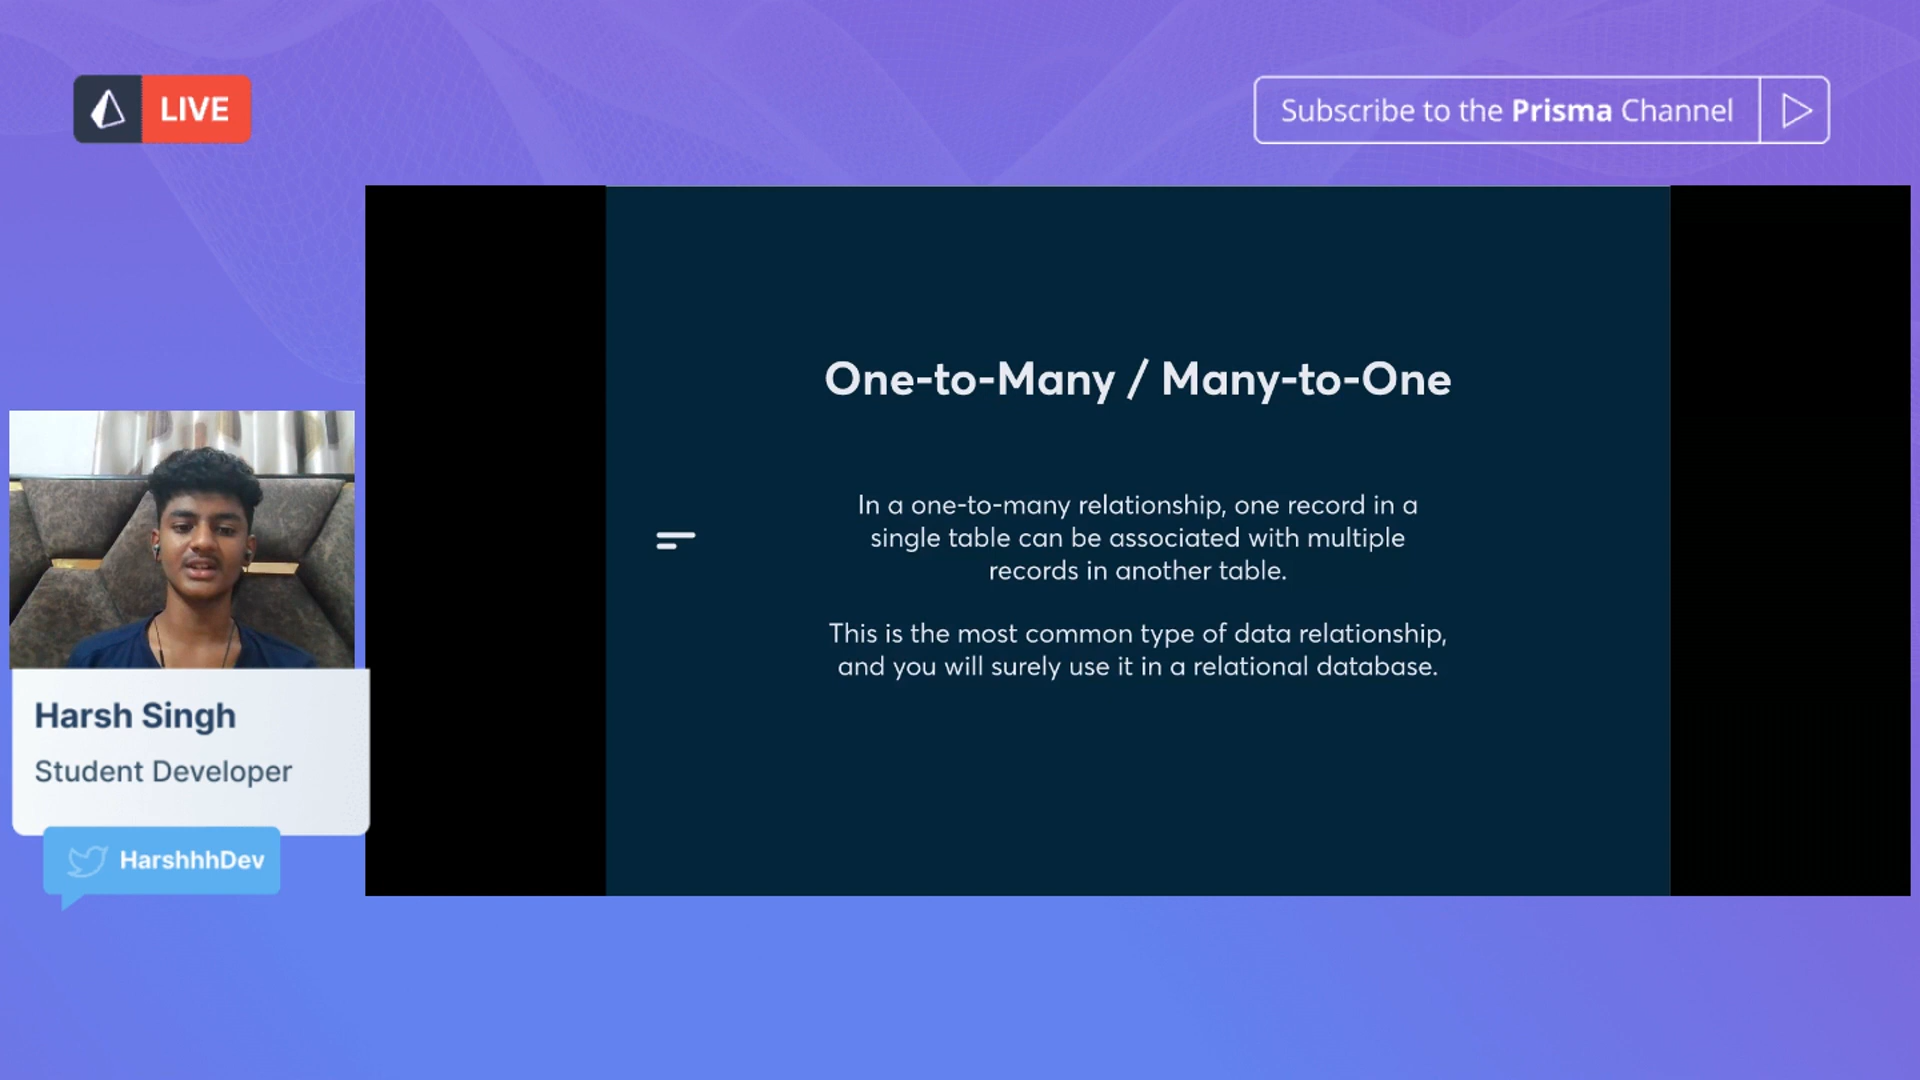 LIVE
Subscribe to the Prisma Channel
One-to-Many / Many-to-One
In a one-to-many relationship, one record in a
single table can be associated with multiple
records in another table.
This is the most common type of data relationship,
and you will surely use it in a relational database.
Harsh Singh
Student Developer
HarshhhDev